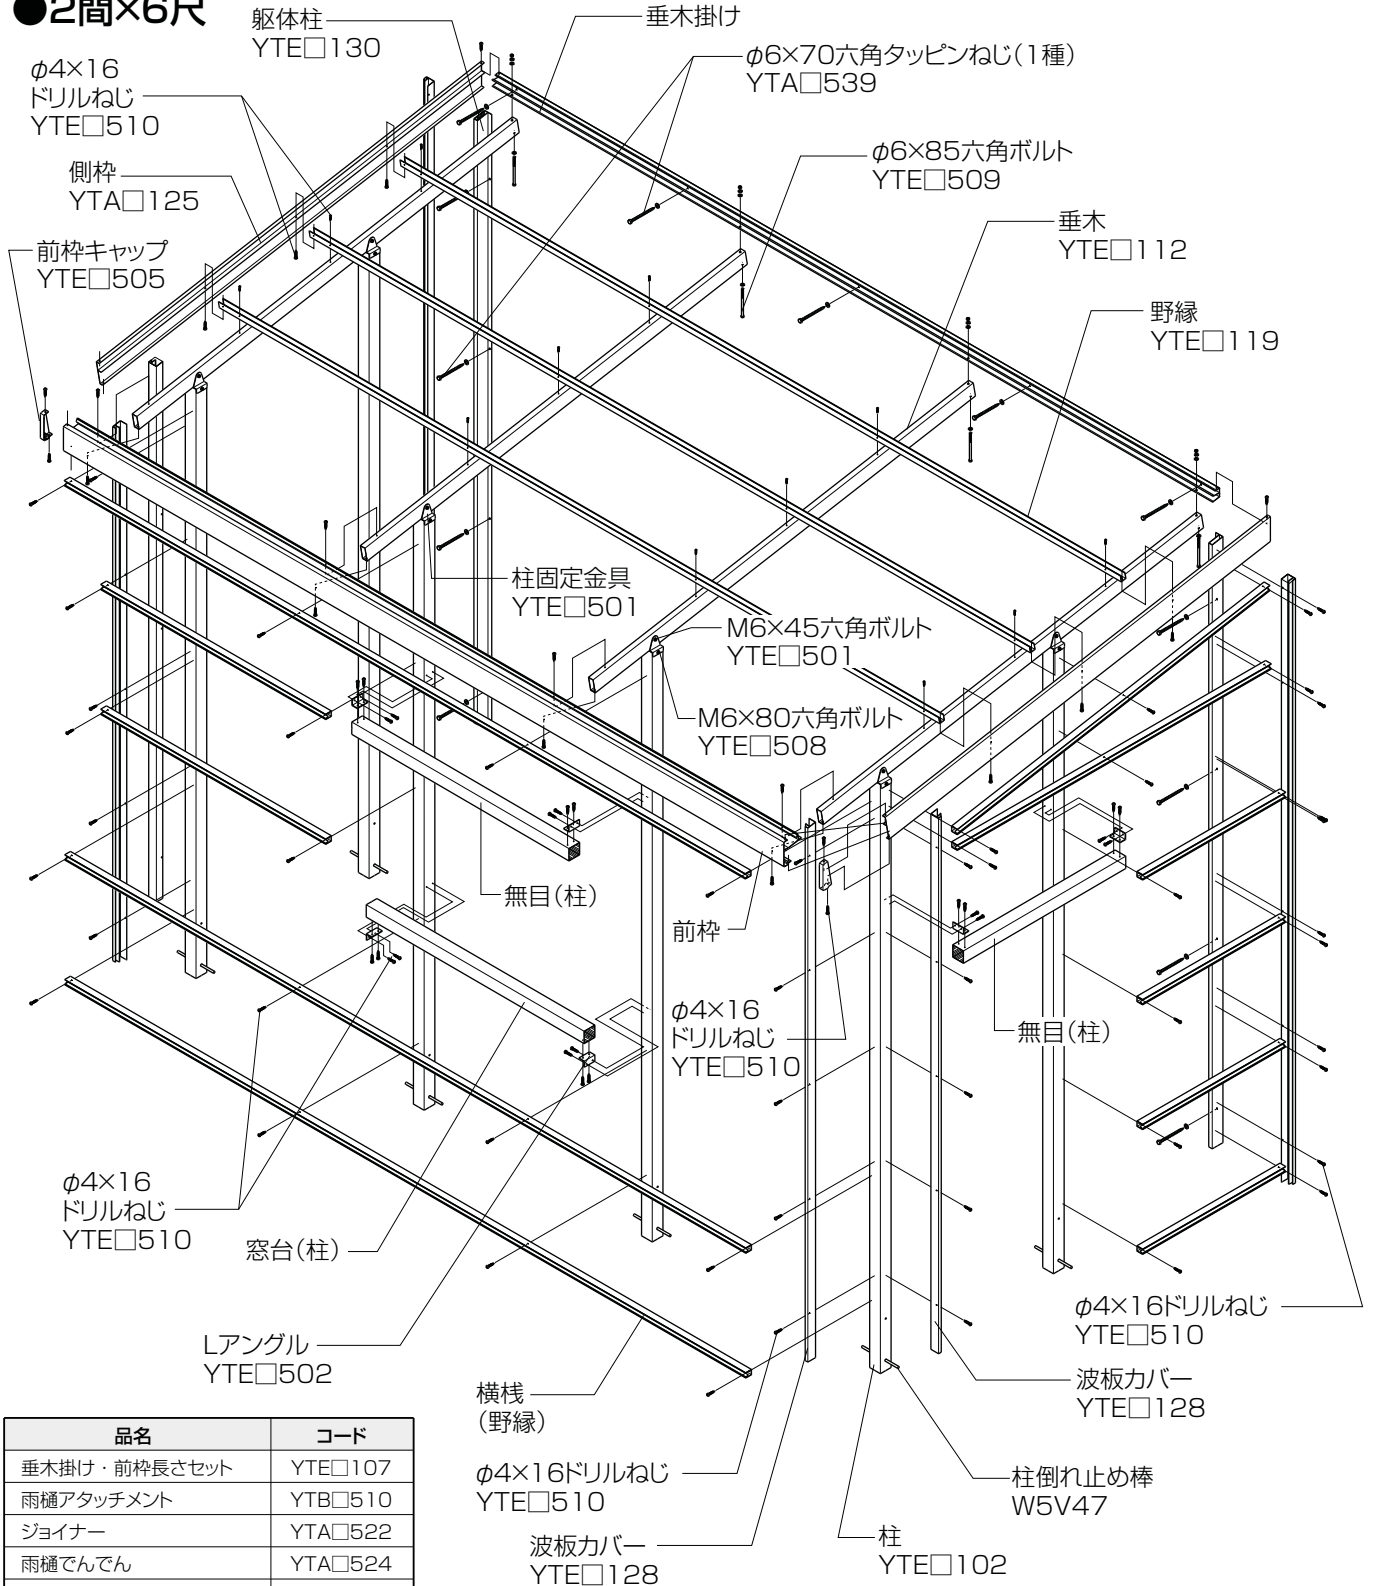 ●2間×6尺
躯体柱
YTE□130
垂木掛け
φ6×70六角タッピンねじ(1種)
YTA□539
φ4×16
ドリルねじ
YTE□510
φ6×85六角ボルト
YTE□509
側枠
YTA□125
垂木
YTE□112
前枠キャップ
YTE□505
野縁
YTE□119
柱固定金具
YTE□501
M6×45六角ボルト
YTE□501
M6×80六角ボルト
YTE□508
無目(柱)
前枠
φ4×16
ドリルねじ
YTE□510
無目(柱)
φ4×16
ドリルねじ
YTE□510
窓台(柱)
Lアングル
YTE□502
φ4×16ドリルねじ
YTE□510
横桟
(野縁)
波板カバー
YTE□128
φ4×16ドリルねじ
YTE□510
柱倒れ止め棒
W5V47
波板カバー
YTE□128
柱
YTE□102
品名 コード
垂木掛け・前枠長さセット YTE□107
雨樋アタッチメント YTB□510
ジョイナー YTA□522
雨樋でんでん YTA□524